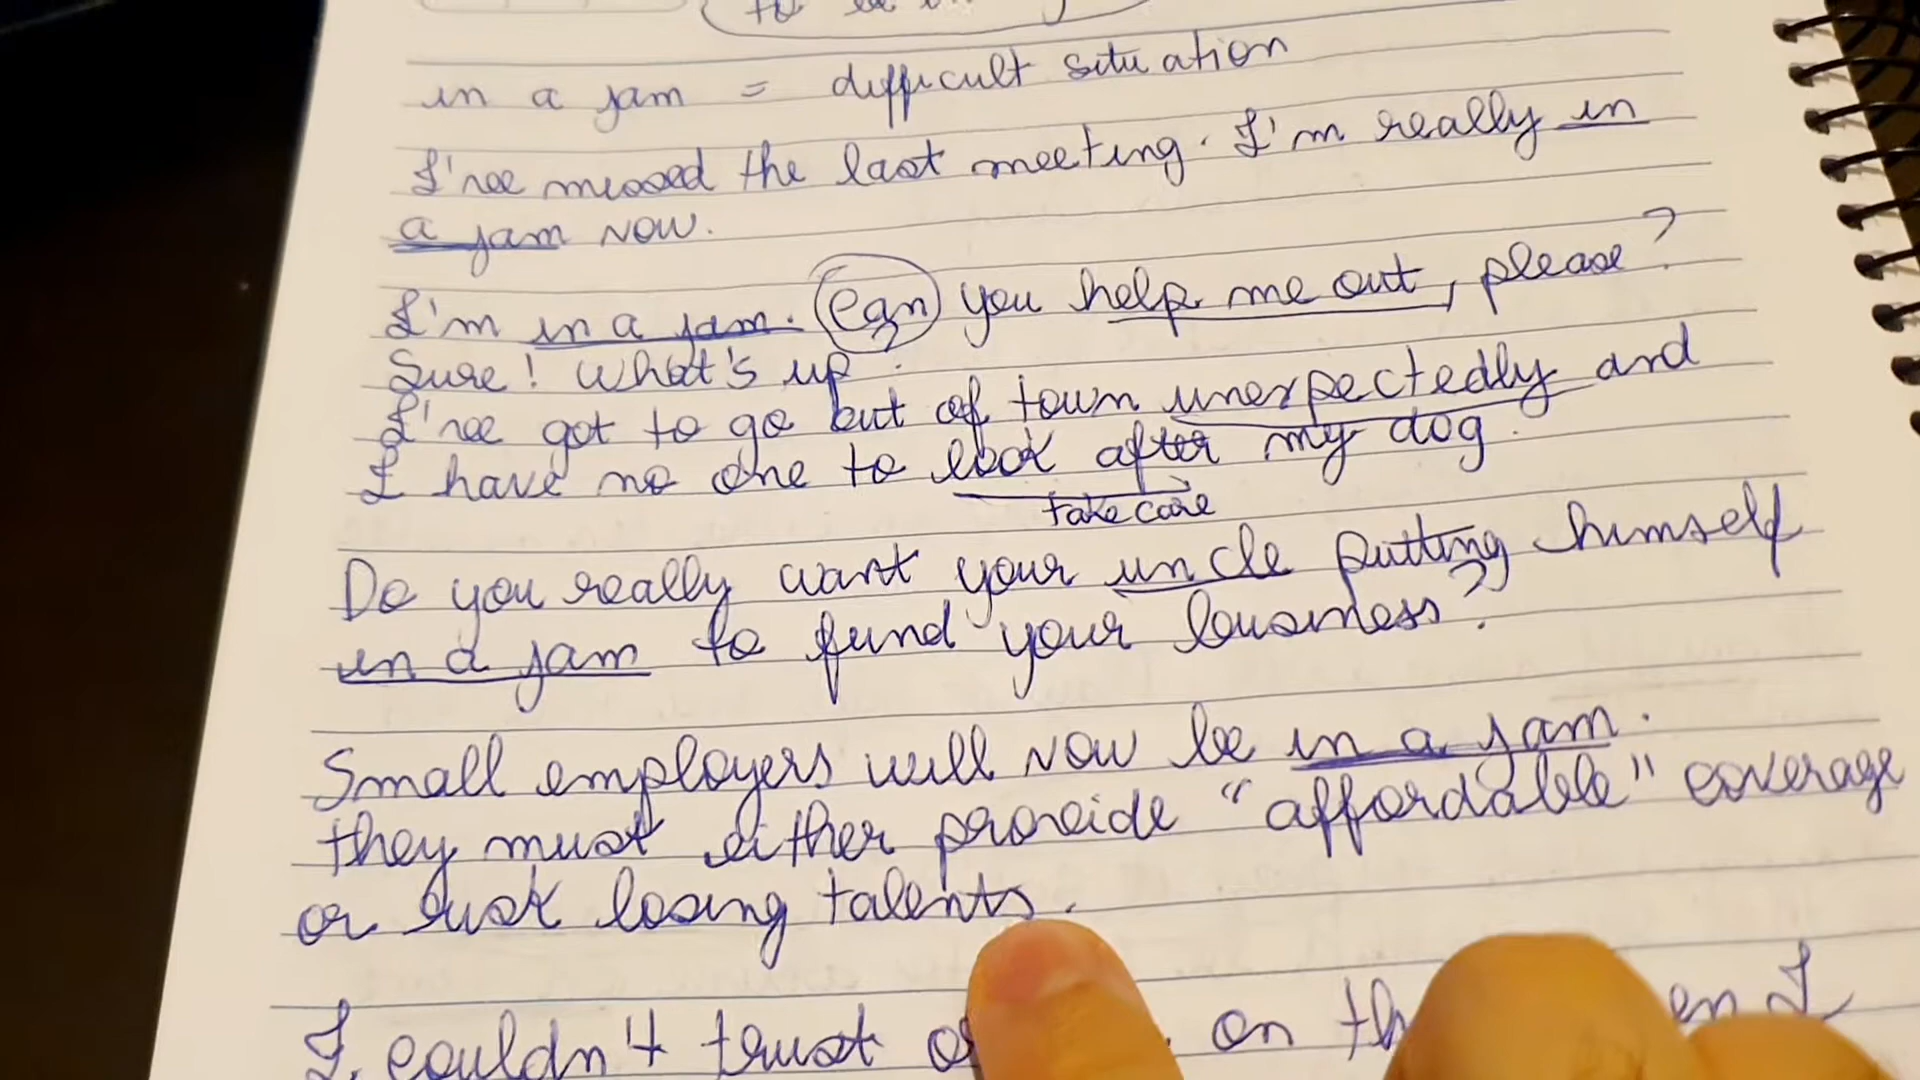 in a jam = difficult situation
I've missed the last meeting. I'm really in
a jam now.
I'm in a jam. Can you help me out, please?
Sure! What's up?
I've got to go out of town unexpectedly and
I have no one to look after my dog.
take care
Do you really want your uncle putting himself
in a jam to fund your business?
Small employers will now be in a jam.
they must either provide "affordable" coverage
or risk losing talents.
I couldn't trust on I